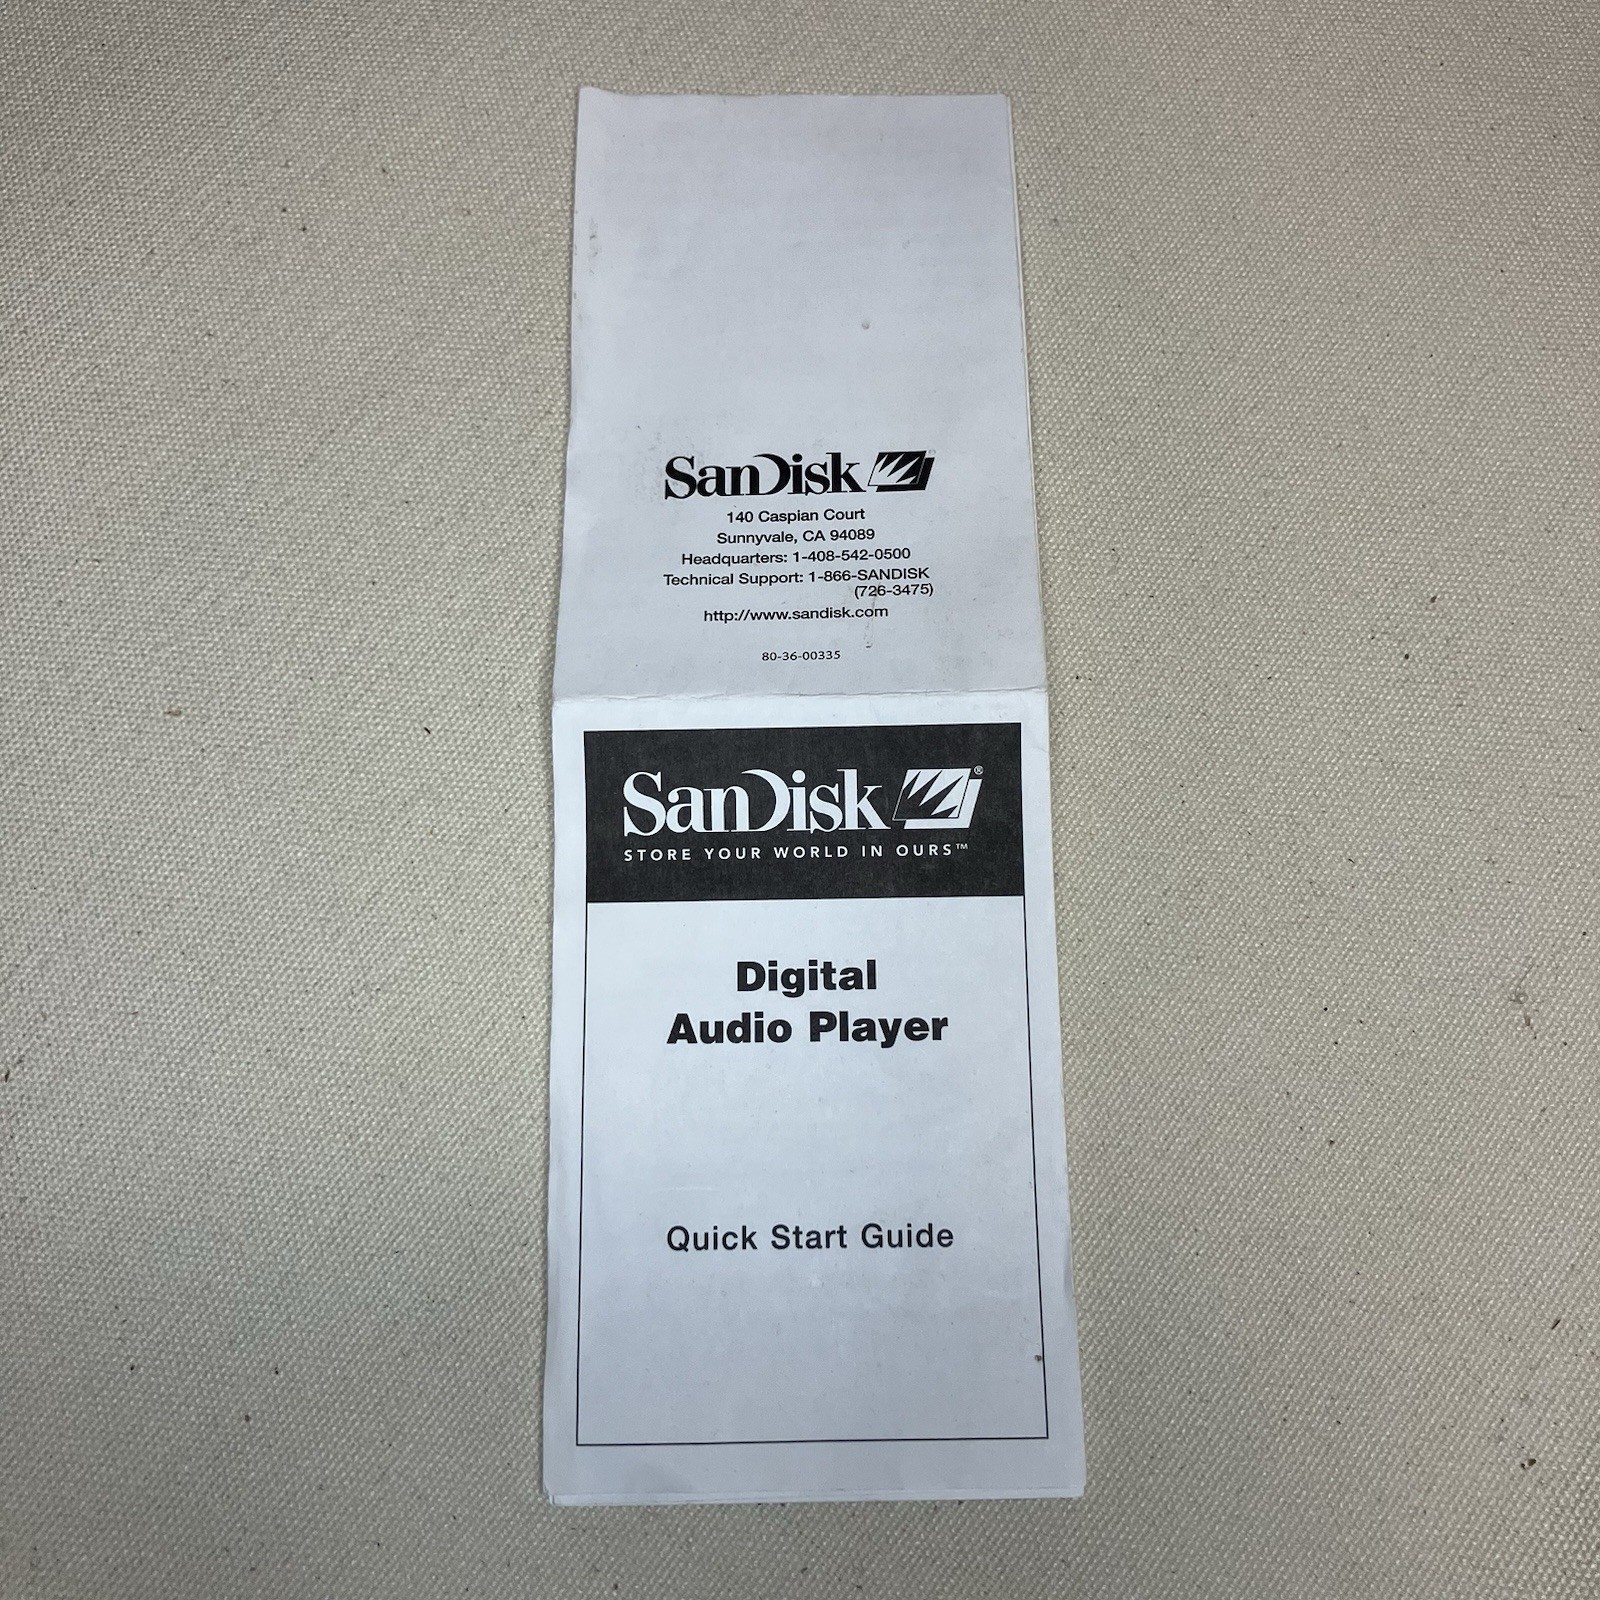 SanDisk
140 Caspian Court
Sunnyvale, CA 94089
Headquarters: 1-408-542-0500
Technical Support: 1-866-SANDISK
(726-3475)
http://www.sandisk.com
80-36-00335
SanDisk®
STORE YOUR WORLD IN OURS™
Digital
Audio Player
Quick Start Guide